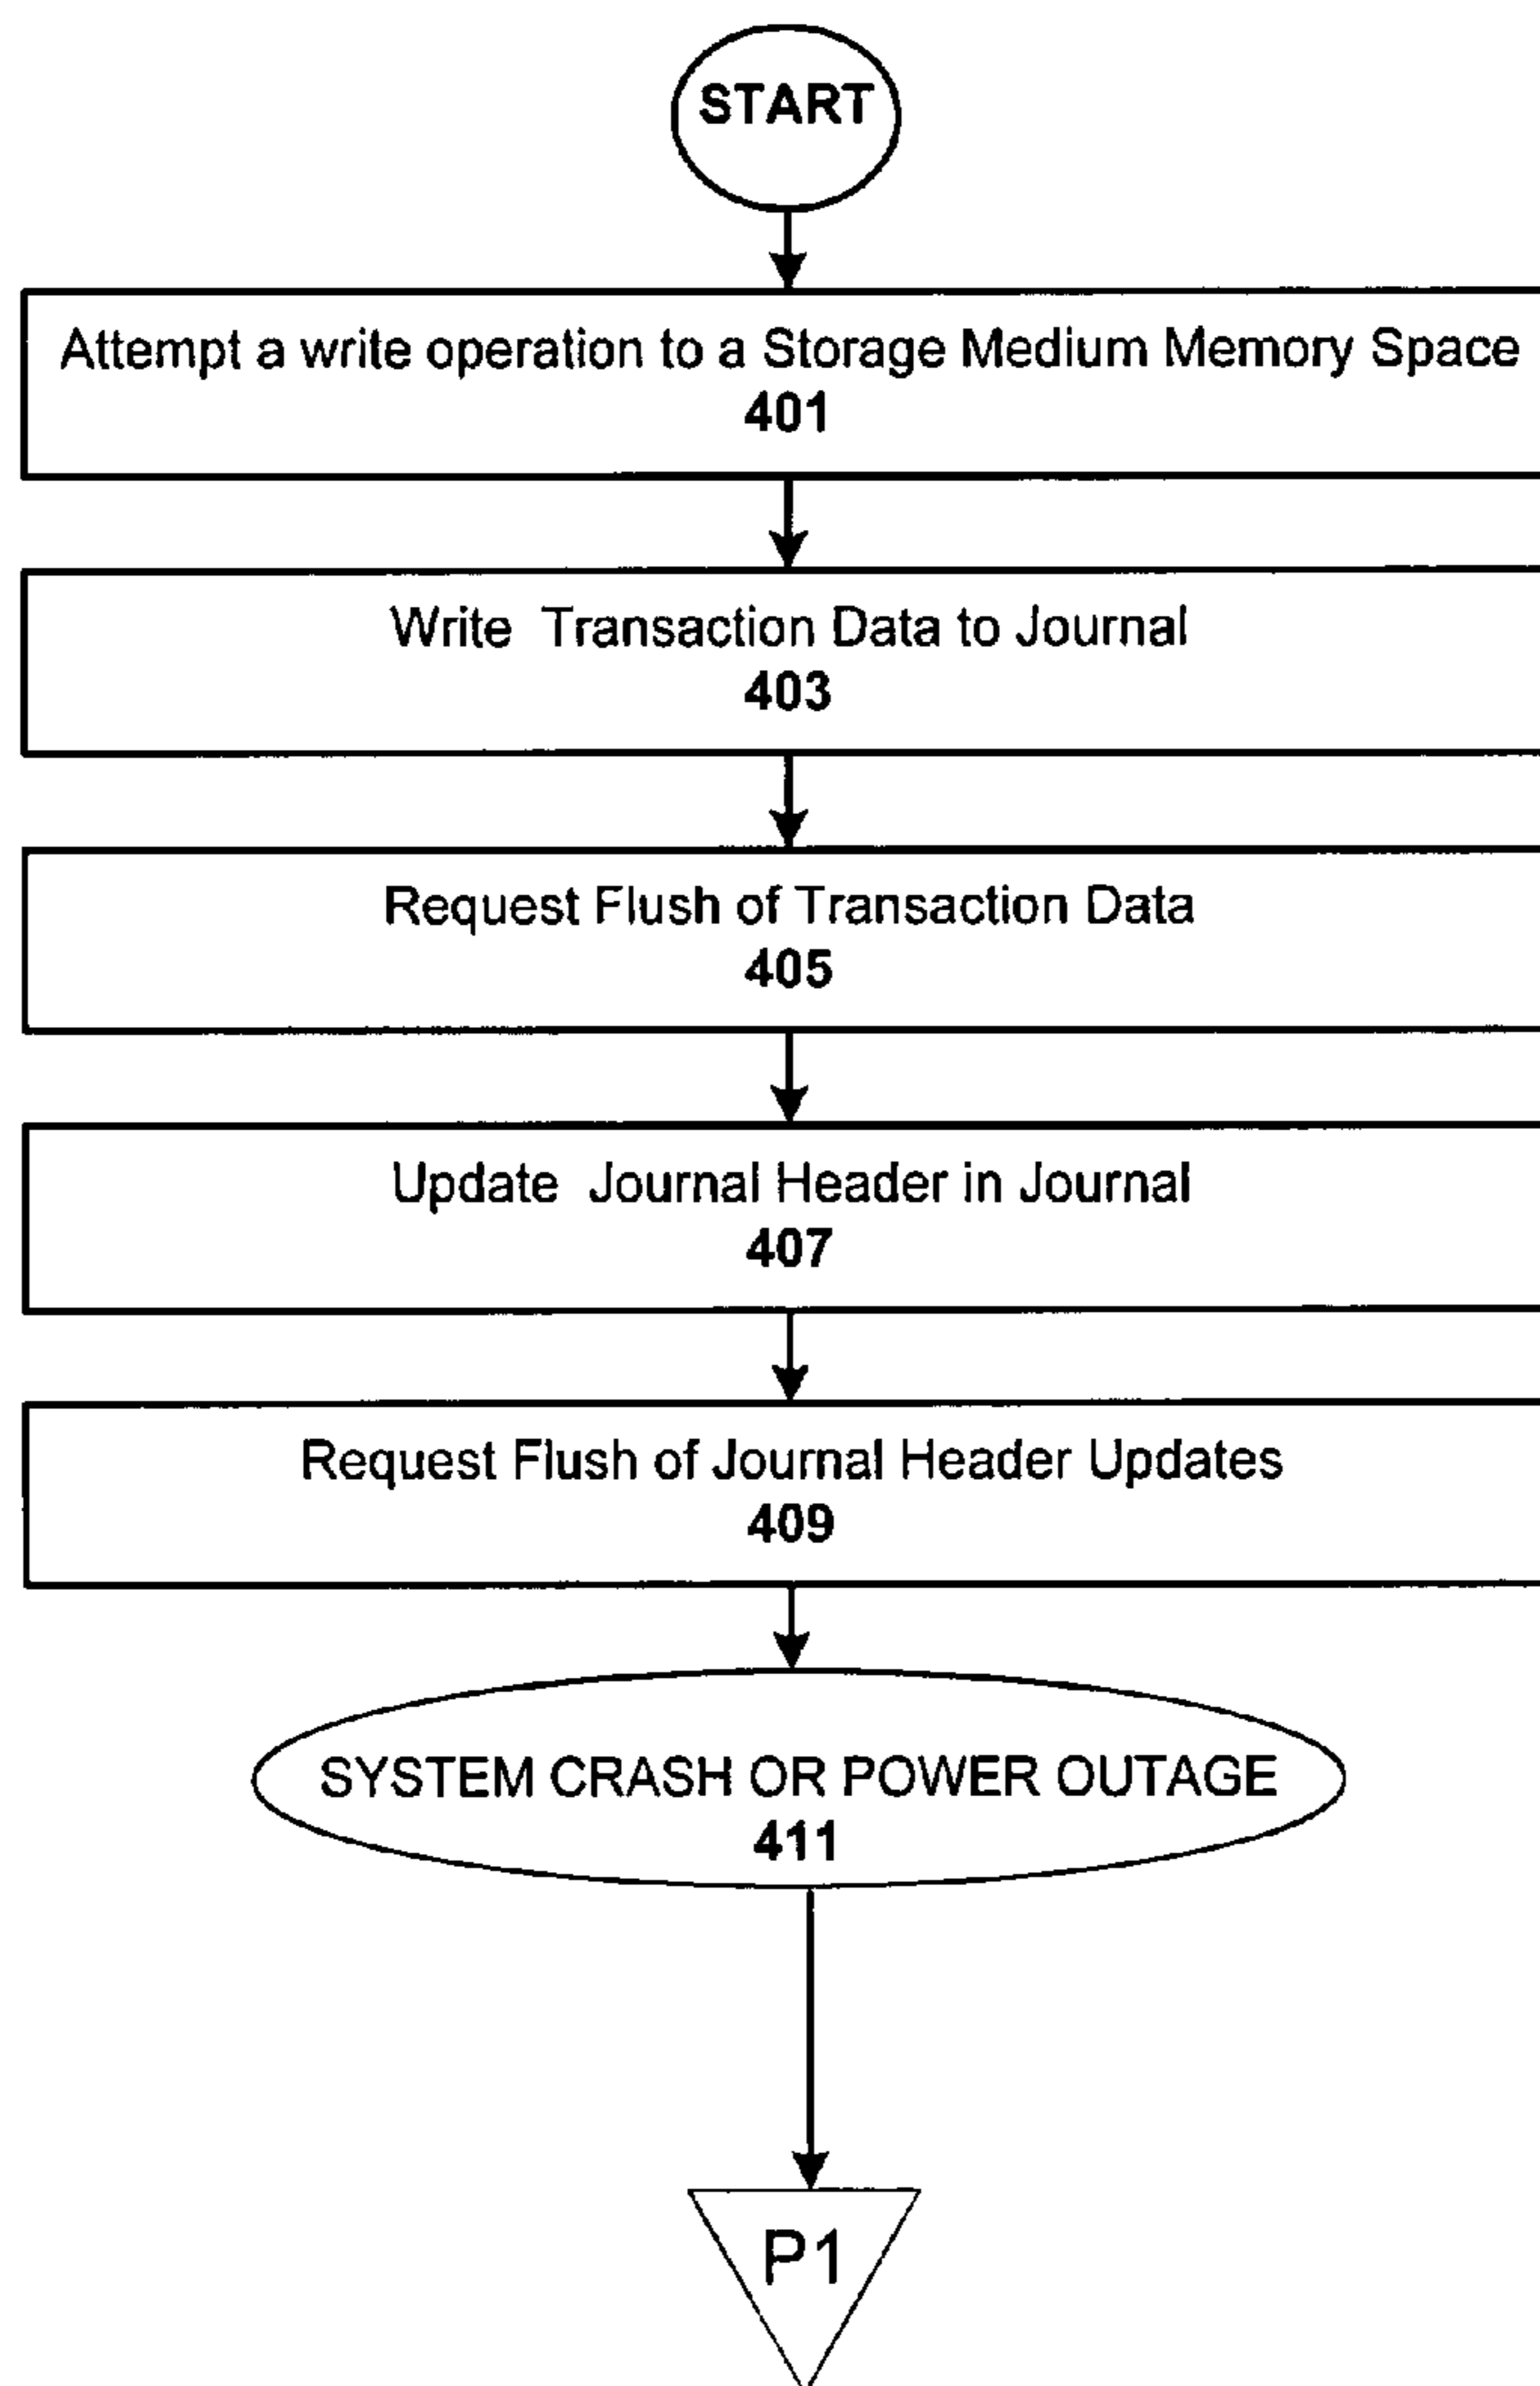 START
Attempt a write operation to a Storage Medium Memory Space
401
Write Transaction Data to Journal
403
Request Flush of Transaction Data
405
Update Journal Header in Journal
407
Request Flush of Journal Header Updates
409
SYSTEM CRASH OR POWER OUTAGE
411
P1